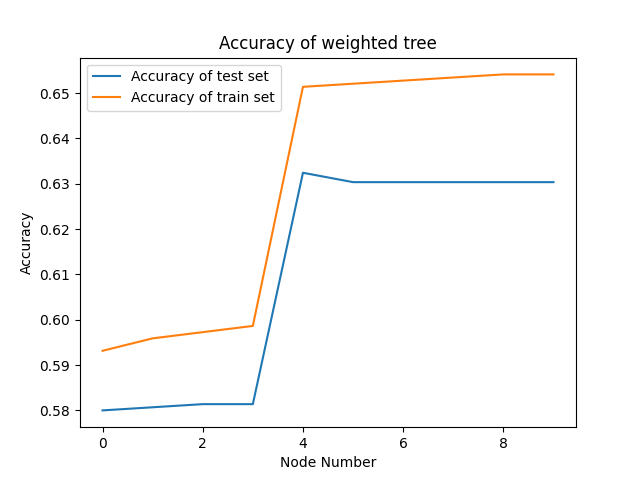 Accuracy of weighted tree
Accuracy of test set
Accuracy of train set
0.65
0.64
0.63
0.62
0.61
0.60
0.59
0.58
Accuracy
0 2 4 6 8
Node Number